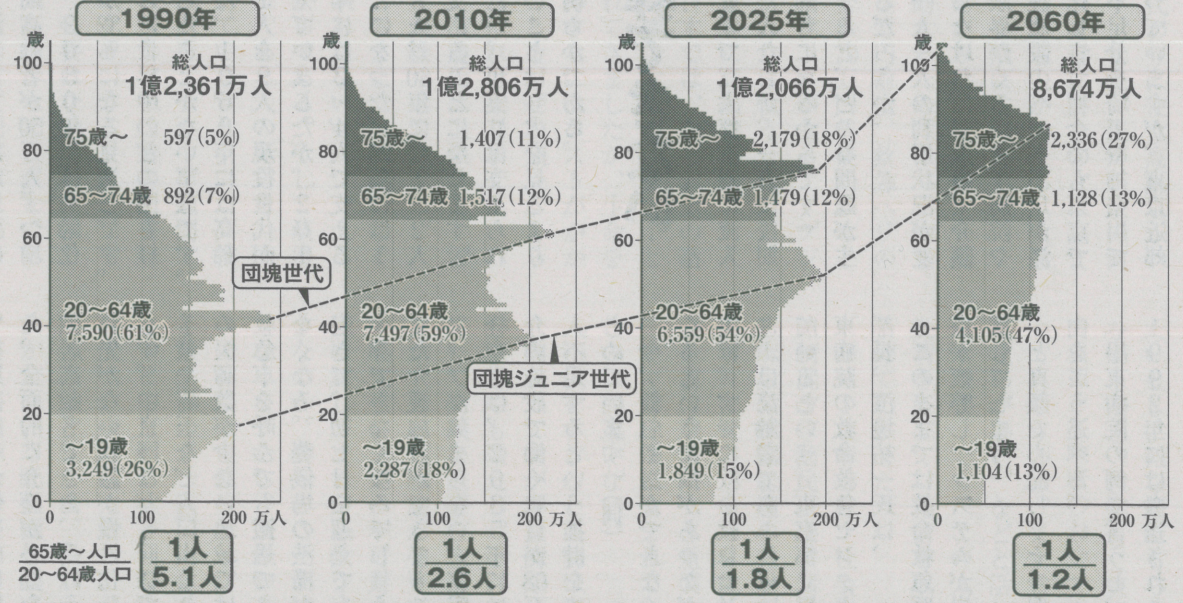 1990年
歳
100
80
60
40
20
0
総人口
1億2,361万人
75歳～ 597(5%)
65～74歳 892(7%)
20～64歳
7,590(61%)
～19歳
3,249(26%)
0 100 200 万人
団塊世代
2010年
歳
100
80
60
40
20
0
総人口
1億2,806万人
75歳～ 1,407(11%)
65～74歳 1,517(12%)
20～64歳
7,497(59%)
～19歳
2,287(18%)
0 100 200 万人
団塊ジュニア世代
2025年
歳
100
80
60
40
20
0
総人口
1億2,066万人
75歳～ 2,179(18%)
65～74歳 1,479(12%)
20～64歳
6,559(54%)
～19歳
1,849(15%)
0 100 200 万人
2060年
歳
100
80
60
40
20
0
総人口
8,674万人
75歳～ 2,336(27%)
65～74歳 1,128(13%)
20～64歳
4,105(47%)
～19歳
1,104(13%)
0 100 200 万人
65歳～人口
20～64歳人口
1人
5.1人
1人
2.6人
1人
1.8人
1人
1.2人